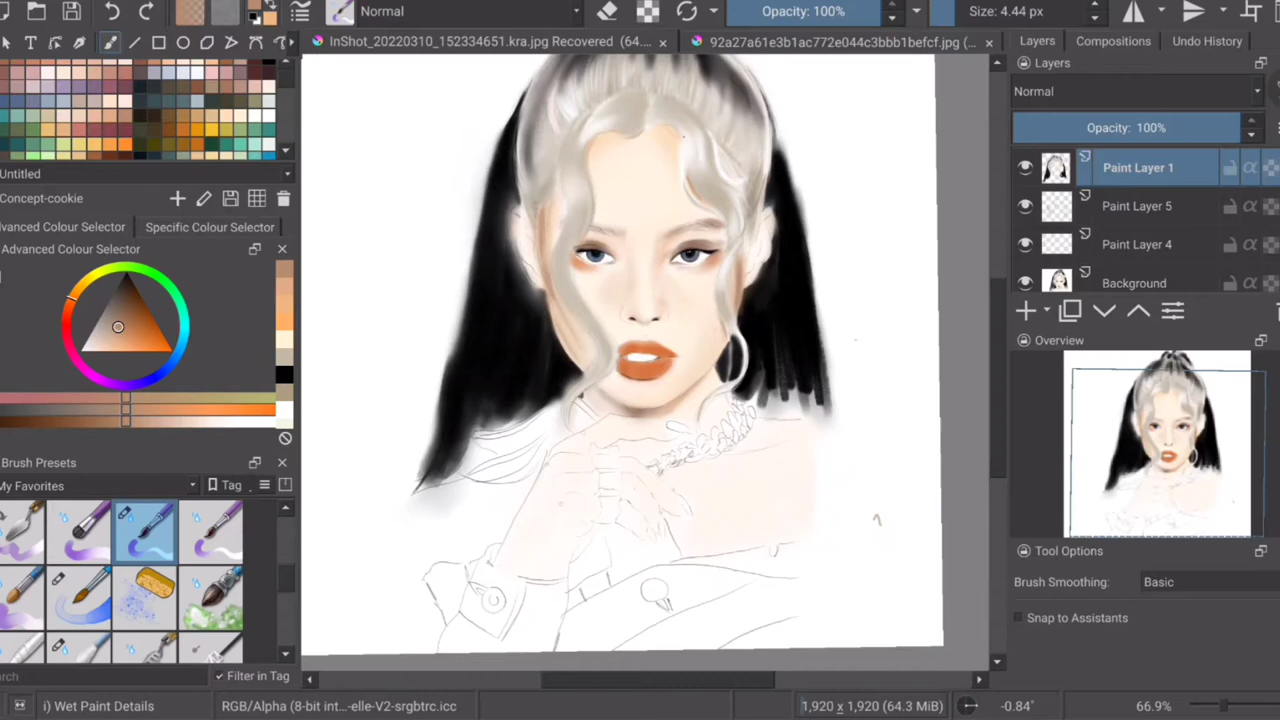 Normal
Opacity: 100%
Size: 4.44 px
InShot_20220310_152334651.kra.jpg Recovered (64....
92a27a61e3b1ac772e044c3bbb1befcf.jpg (...
Layers
Compositions
Undo History
Layers
Normal
Opacity: 100%
Paint Layer 1
Paint Layer 5
Paint Layer 4
Background
Overview
Tool Options
Brush Smoothing:
Basic
Snap to Assistants
Untitled
Concept-cookie
vanced Colour Selector
Specific Colour Selector
Advanced Colour Selector
Brush Presets
My Favorites
Tag
arch
Filter in Tag
i) Wet Paint Details
RGB/Alpha (8-bit int...-elle-V2-srgbtrc.icc
1,920 x 1,920 (64.3 MiB)
-0.84°
66.9%